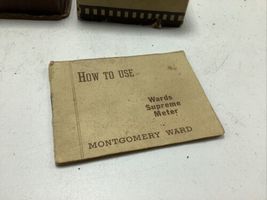 HOW TO USE
Wards
Supreme
Meter
MONTGOMERY WARD